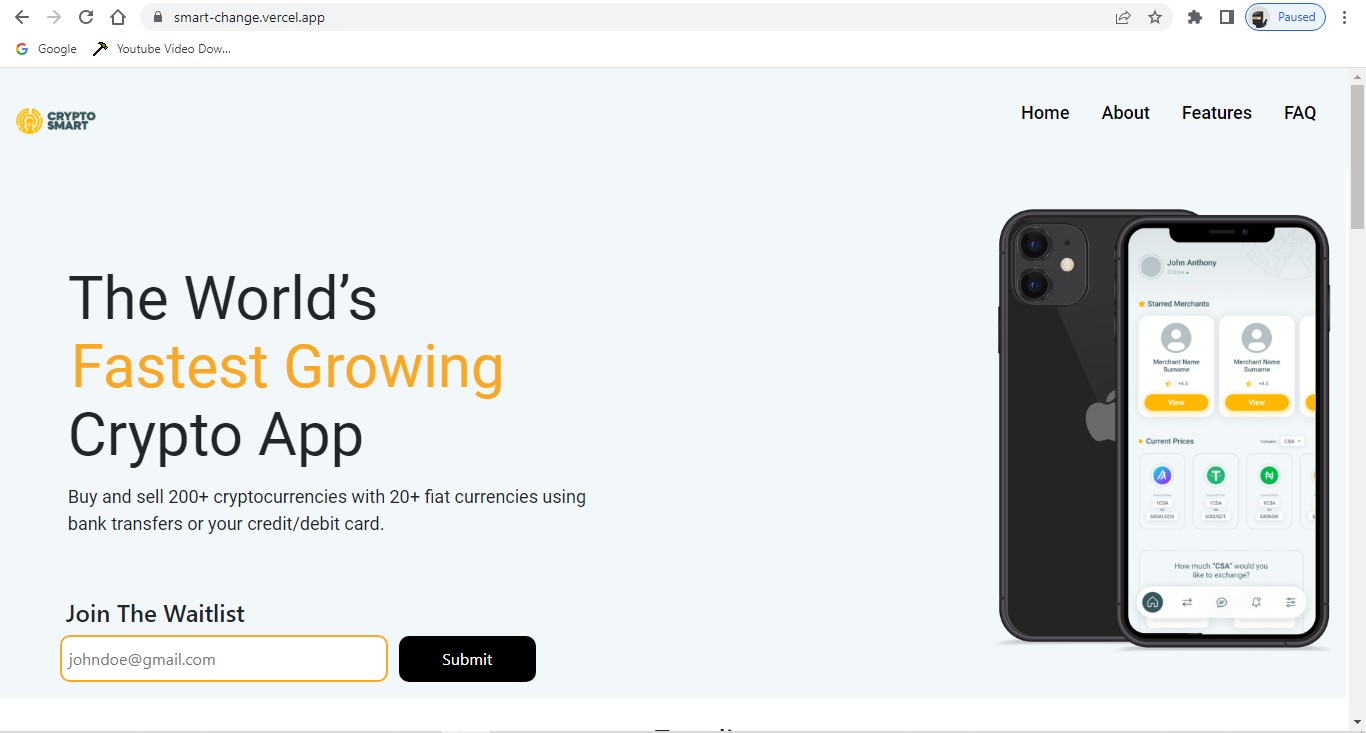 smart-change.vercel.app
Paused
Google
Youtube Video Dow...
CRYPTO
SMART
Home
About
Features
FAQ
The World’s
Fastest Growing
Crypto App
Buy and sell 200+ cryptocurrencies with 20+ fiat currencies using
bank transfers or your credit/debit card.
Join The Waitlist
johndoe@gmail.com
Submit
John Anthony
Online
Starred Merchants
Merchant Name
Surname
+4.5
View
Merchant Name
Surname
+4.5
View
Current Prices
CSA
1CSA
500ALGOS
1CSA
500USDT
1CSA
500NGN
How much "CSA" would you
like to exchange?